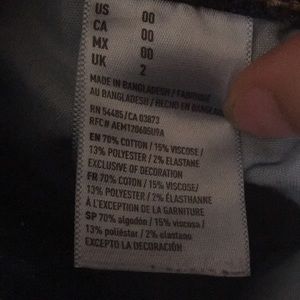 US 00
CA 00
MX 00
UK 2
MADE IN BANGLADESH / FABRIQUÉ
AU BANGLADESH / HECHO EN BANGLADESH
RN 54485/CA 03873
RFC# AEM120606U9A
EN 70% COTTON / 15% VISCOSE/
13% POLYESTER / 2% ELASTANE
EXCLUSIVE OF DECORATION
FR 70% COTON / 15% VISCOSE/
13% POLYESTER / 2% ÉLASTHANNE
À L'EXCEPTION DE LA GARNITURE
SP 70% algodón / 15% viscosa /
13% poliéster / 2% elastano
EXCEPTO LA DECORACIÓN